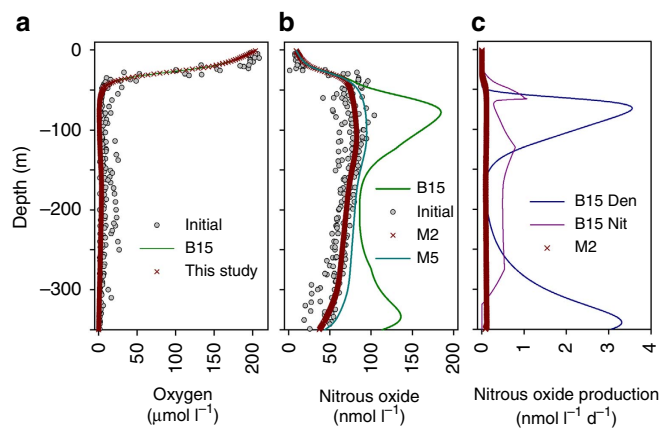 a
b
c
0
−100
−200
−300
Depth (m)
Initial
B15
This study
B15
Initial
M2
M5
B15 Den
B15 Nit
M2
0
50
100
150
200
0
50
100
150
200
0 1 2 3 4
Oxygen
(μmol l⁻¹)
Nitrous oxide
(nmol l⁻¹)
Nitrous oxide production
(nmol l⁻¹ d⁻¹)